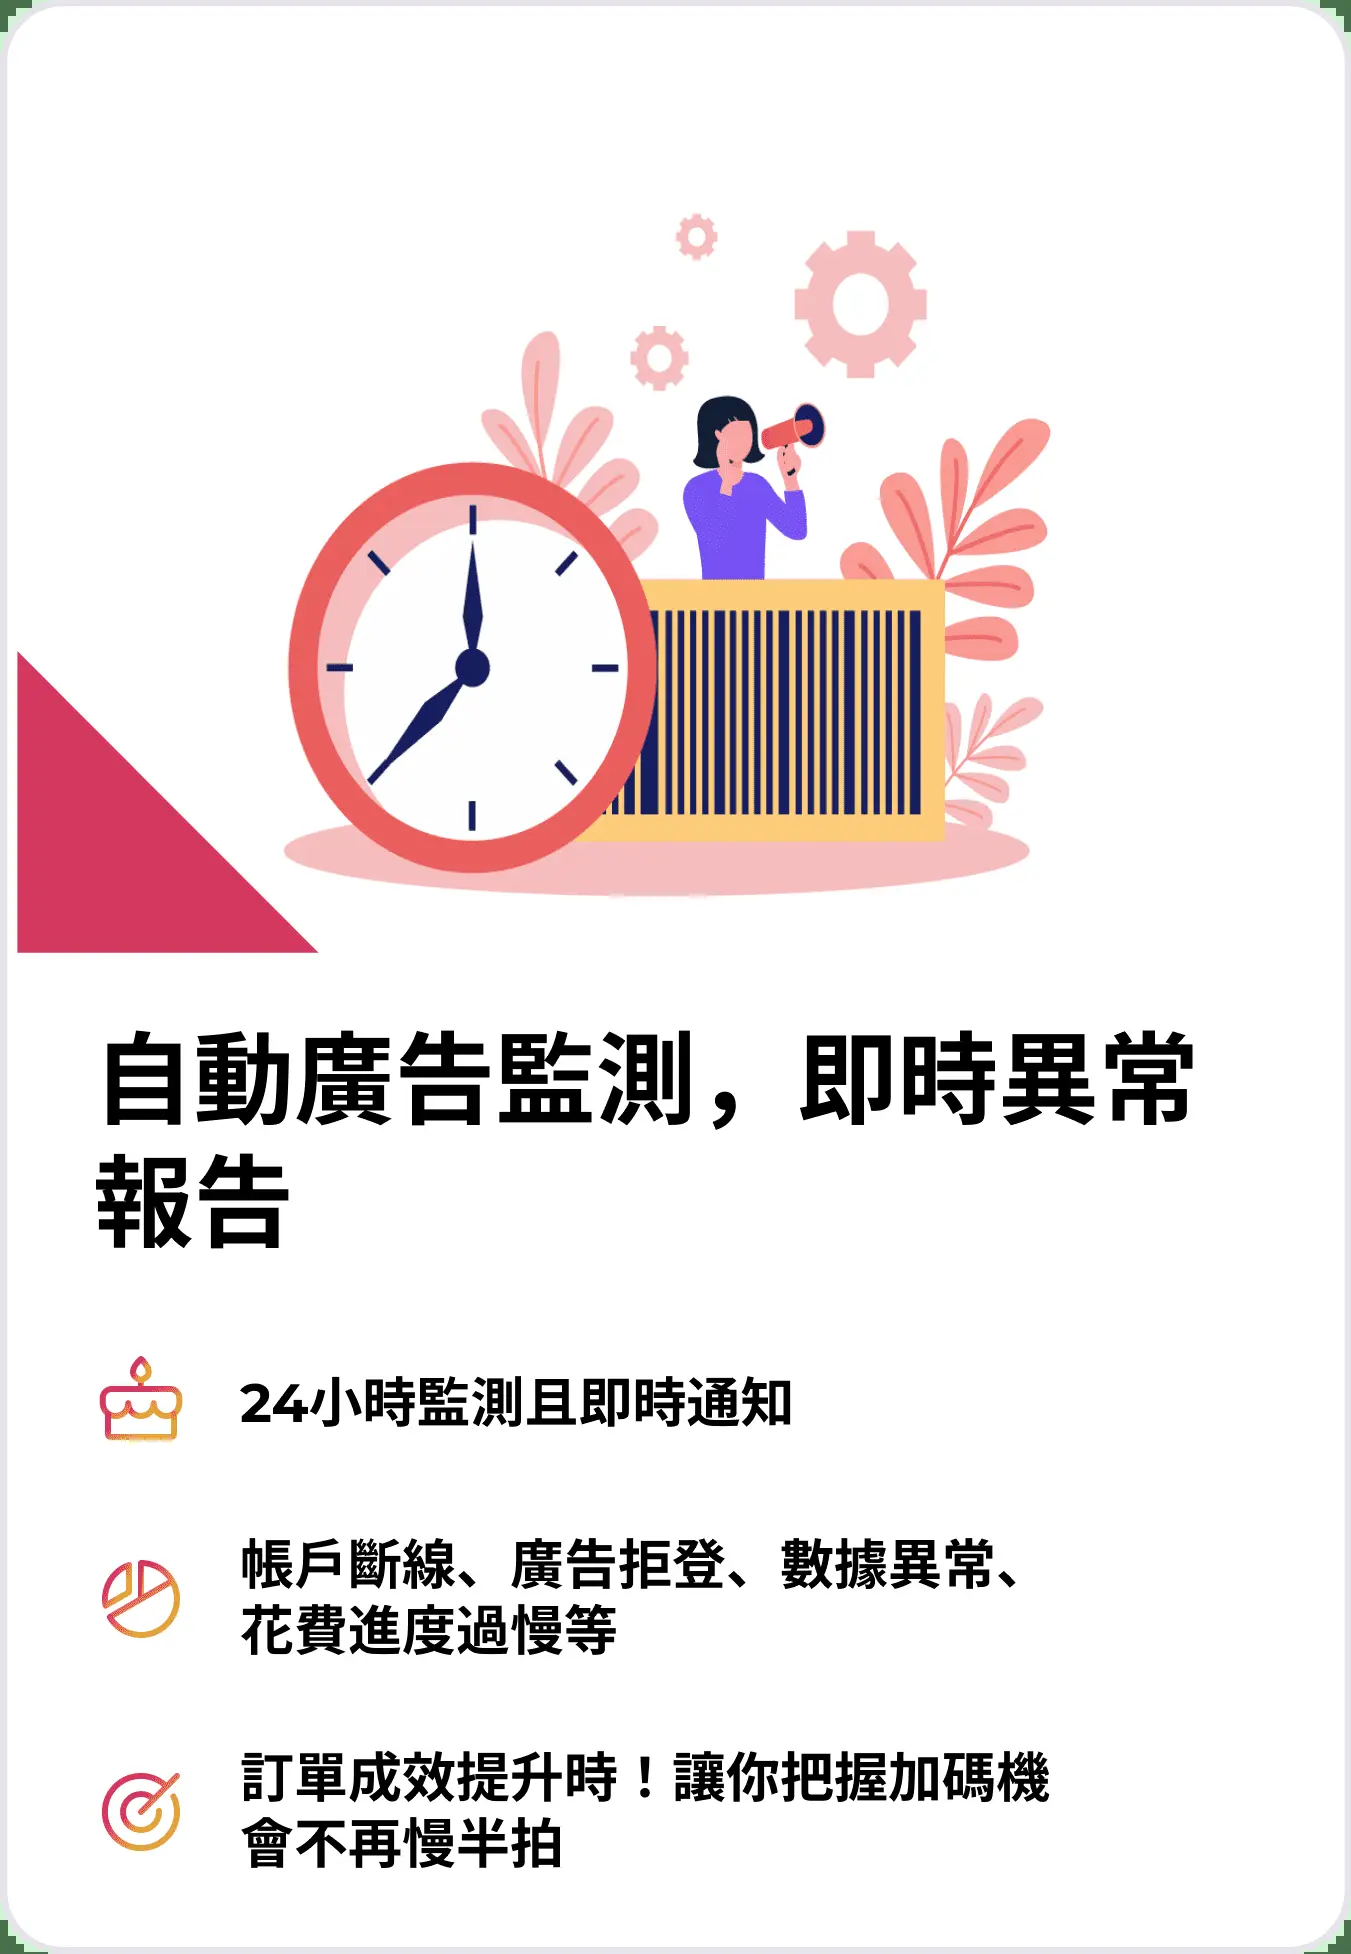 自動廣告監測，即時異常
報告
24小時監測且即時通知
帳戶斷線、廣告拒登、數據異常、
花費進度過慢等
訂單成效提升時！讓你把握加碼機
會不再慢半拍